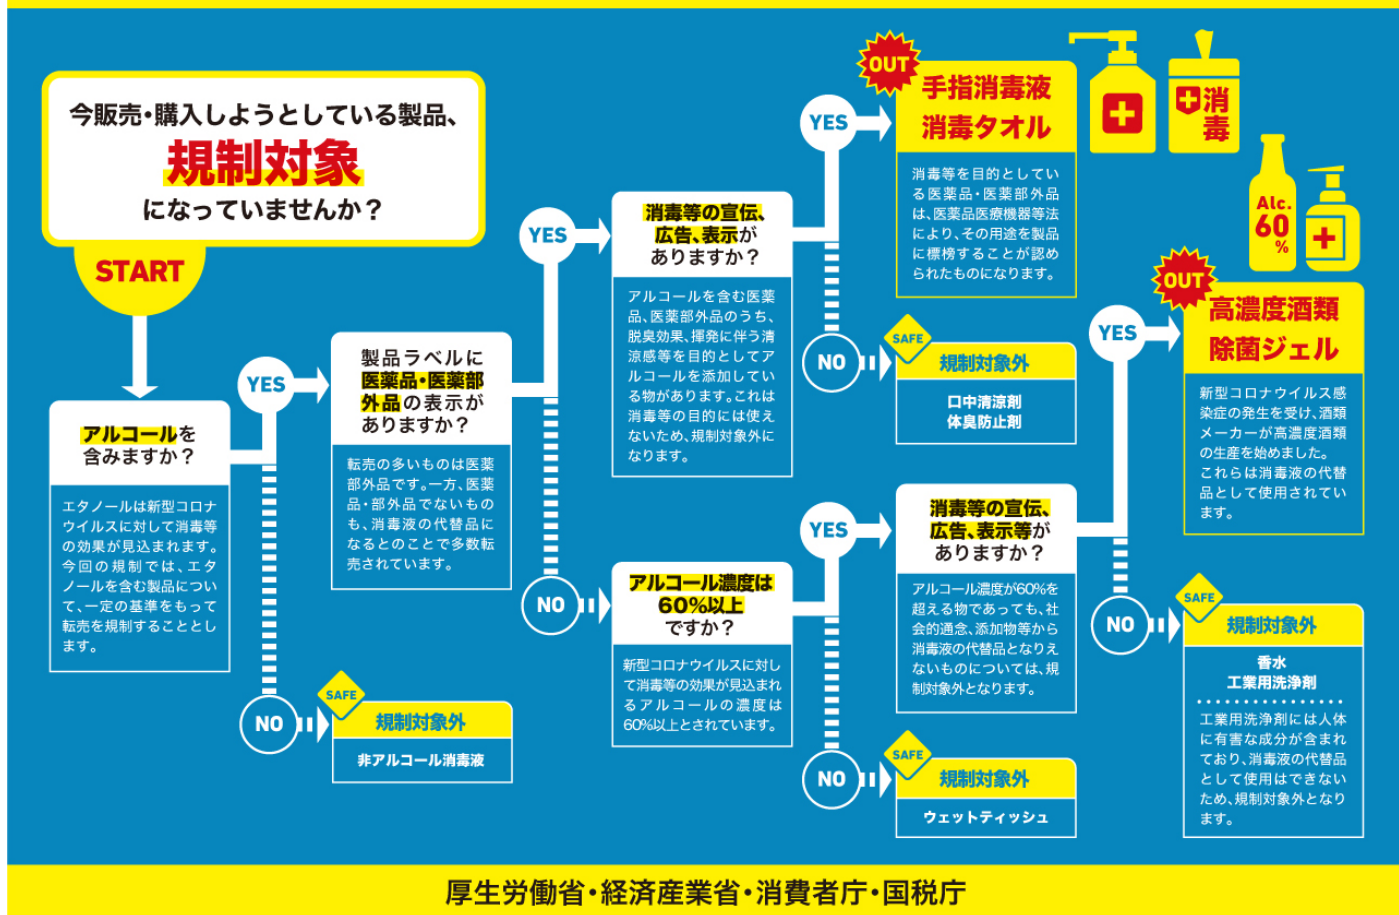 今販売・購入しようとしている製品、
規制対象
になっていませんか？
START
アルコールを
含みますか？
エタノールは新型コロナ
ウイルスに対して消毒等
の効果が見込まれます。
今回の規制では、エタ
ノールを含む製品につい
て、一定の基準をもって
転売を規制することとし
ます。
YES
NO
SAFE
規制対象外
非アルコール消毒液
製品ラベルに
医薬品・医薬部
外品の表示が
ありますか？
転売の多いものは医薬
部外品です。一方、医薬
品・部外品でないもの
も、消毒液の代替品に
なるとのことで多数転
売されています。
YES
NO
消毒等の宣伝、
広告、表示が
ありますか？
アルコールを含む医薬
品、医薬部外品のうち、
脱臭効果、揮発に伴う清
涼感等を目的としてア
ルコールを添加してい
る物があります。これは
消毒等の目的には使え
ないため、規制対象外に
なります。
YES
OUT
手指消毒液
消毒タオル
消毒等を目的としてい
る医薬品・医薬部外品
は、医薬品医療機器等法
により、その用途を製品
に標榜することが認め
られたものになります。
消毒
NO
SAFE
規制対象外
口中清涼剤
体臭防止剤
アルコール濃度は
60%以上
ですか？
新型コロナウイルスに対し
て消毒等の効果が見込まれ
るアルコールの濃度は
60%以上とされています。
YES
NO
SAFE
規制対象外
ウェットティッシュ
消毒等の宣伝、
広告、表示等が
ありますか？
アルコール濃度が60%を
超える物であっても、社
会的通念、添加物等から
消毒液の代替品となりえ
ないものについては、規
制対象外となります。
YES
Alc.
60
%
OUT
高濃度酒類
除菌ジェル
新型コロナウイルス感
染症の発生を受け、酒類
メーカーが高濃度酒類
の生産を始めました。
これらは消毒液の代替
品として使用されてい
ます。
NO
SAFE
規制対象外
香水
工業用洗浄剤
工業用洗浄剤には人体
に有害な成分が含まれ
ており、消毒液の代替品
として使用はできない
ため、規制対象外となり
ます。
厚生労働省・経済産業省・消費者庁・国税庁